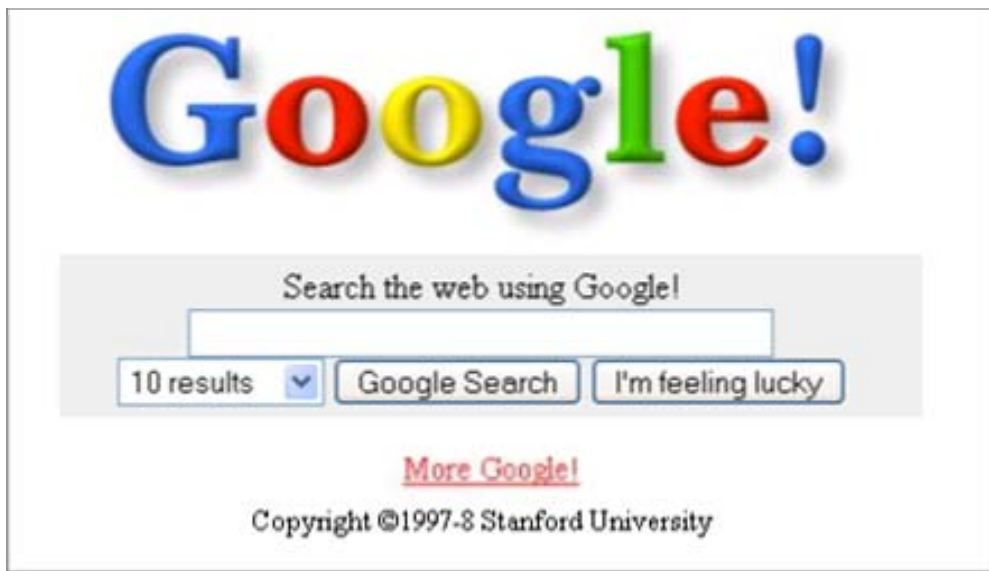 Google!
Search the web using Google!
10 results Google Search I'm feeling lucky
More Google!
Copyright ©1997-8 Stanford University